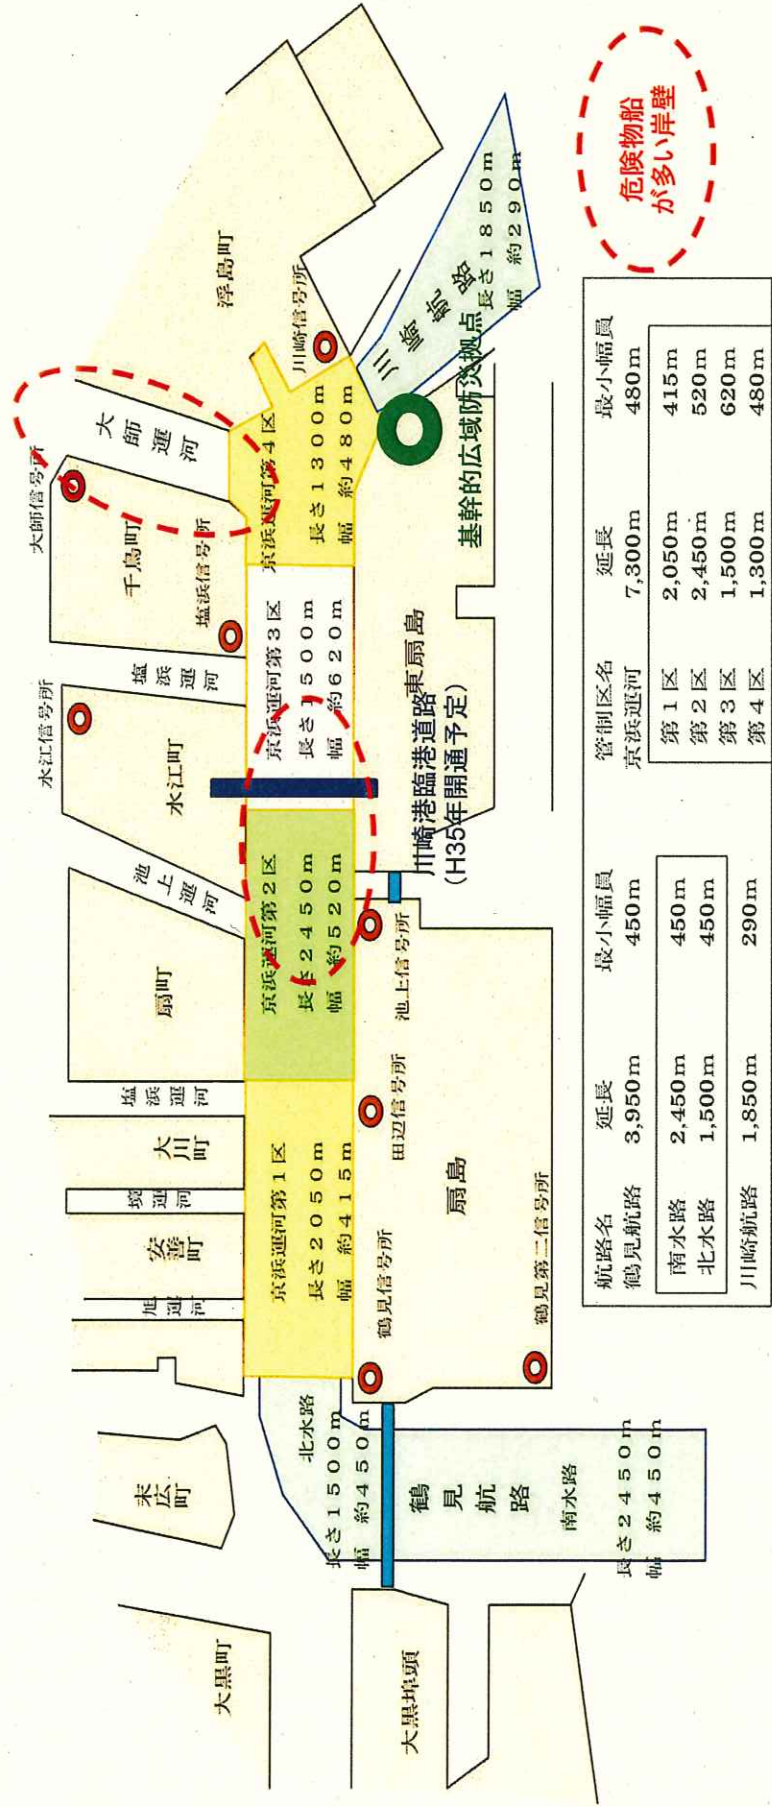 大黒町
末広町
旭運河
安善町
境運河
大川町
塩浜運河
扇町
池上運河
水江町
水江信号所
塩浜運河
千鳥町
塩浜信号所
大師信号所
大師運河
浮島町
川崎信号所
北水路
長さ1500m
幅 約450m
京浜運河第1区
長さ2050m
幅 約415m
京浜運河第2区
長さ2450m
幅 約520m
京浜運河第3区
長さ1500m
幅 約620m
京浜運河第4区
長さ1300m
幅 約480m
川崎航路
長さ1850m
幅 約290m
基幹的広域防災拠点
大黒埠頭
鶴見航路
南水路
長さ2450m
幅 約450m
鶴見信号所
鶴見第二信号所
田辺信号所
池上信号所
扇島
東扇島
川崎港臨港道路
(H35年開通予定)
航路名 延長 最小幅員
鶴見航路 3,950m 450m
南水路 2,450m 450m
北水路 1,500m 450m
川崎航路 1,850m 290m
管制区名 延長 最小幅員
京浜運河 7,300m 480m
第1区 2,050m 415m
第2区 2,450m 520m
第3区 1,500m 620m
第4区 1,300m 480m
危険物船
が多い岸壁